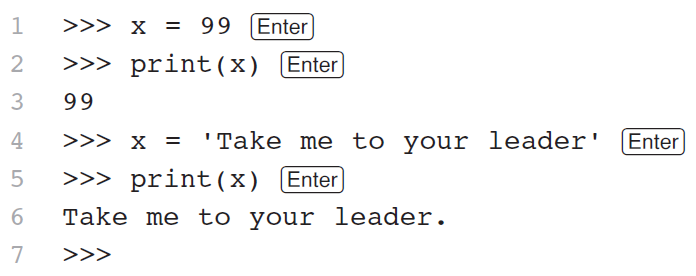 1 >>> x = 99 Enter
2 >>> print(x) Enter
3 99
4 >>> x = 'Take me to your leader' Enter
5 >>> print(x) Enter
6 Take me to your leader.
7 >>>